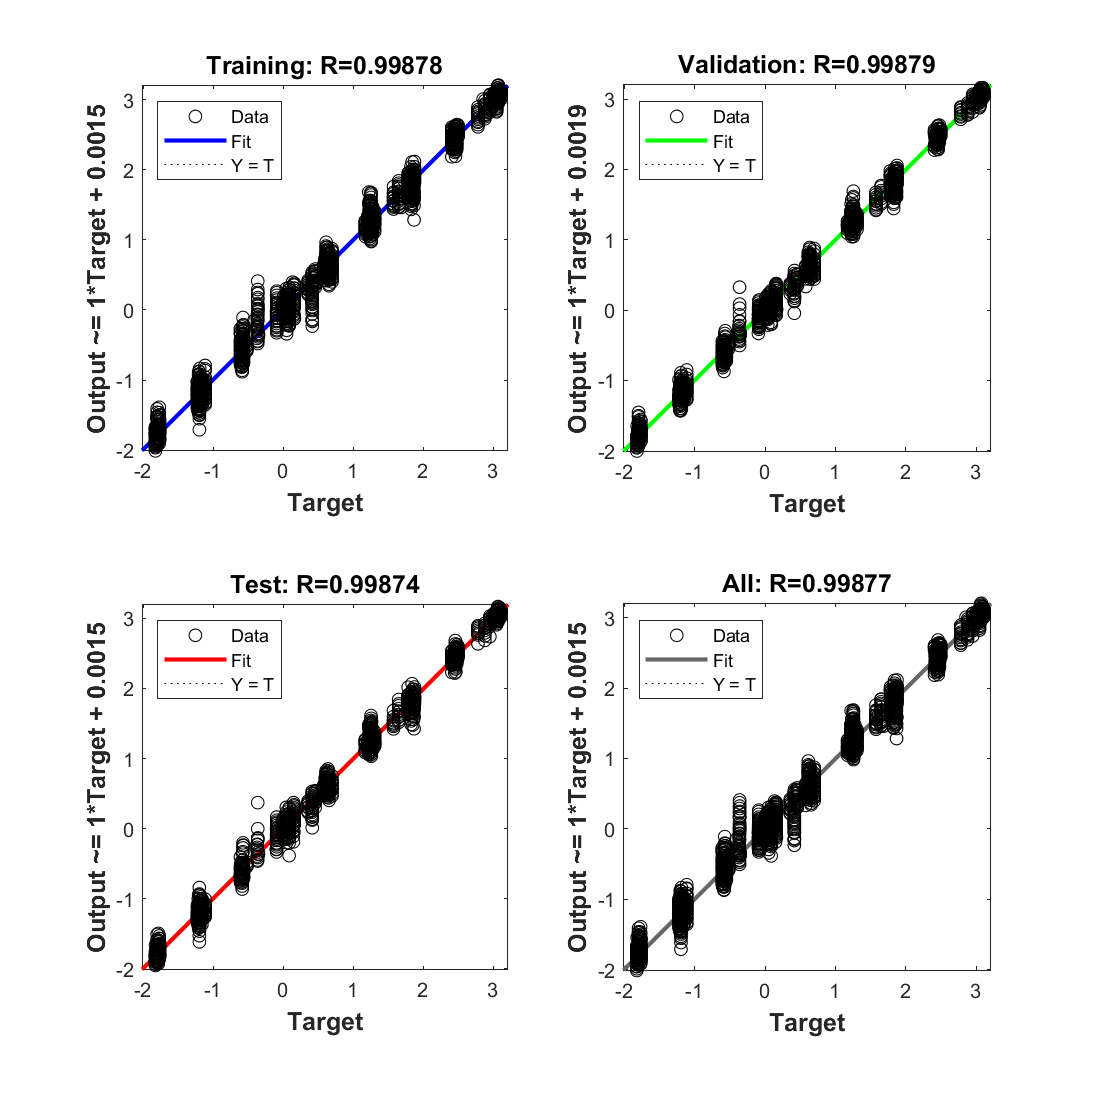 Training: R=0.99878
Output ~= 1*Target + 0.0015
3
2
1
0
-1
-2
Data
Fit
Y = T
-2 -1 0 1 2 3
Target
Validation: R=0.99879
Output ~= 1*Target + 0.0019
3
2
1
0
-1
-2
Data
Fit
Y = T
-2 -1 0 1 2 3
Target
Test: R=0.99874
Output ~= 1*Target + 0.0015
3
2
1
0
-1
-2
Data
Fit
Y = T
-2 -1 0 1 2 3
Target
All: R=0.99877
Output ~= 1*Target + 0.0015
3
2
1
0
-1
-2
Data
Fit
Y = T
-2 -1 0 1 2 3
Target